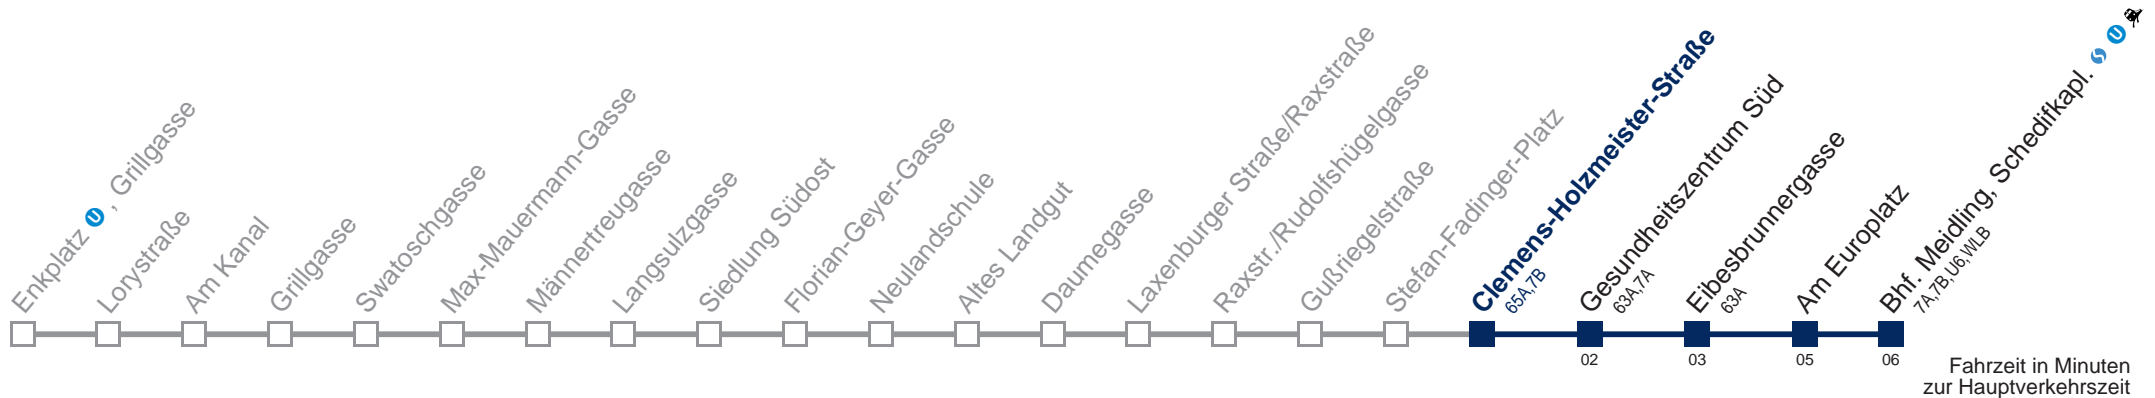 Enkplatz U, Grillgasse
Lorystraße
Am Kanal
Grillgasse
Swatoschgasse
Max-Mauermann-Gasse
Männertreugasse
Langsulzgasse
Siedlung Südost
Florian-Geyer-Gasse
Neulandschule
Altes Landgut
Daumegasse
Laxenburger Straße/Raxstraße
Raxstr./Rudolfshügelgasse
Gußriegelstraße
Stefan-Fadinger-Platz
Clemens-Holzmeister-Straße
65A,7B
Gesundheitszentrum Süd
63A,7A
Eibesbrunnergasse
63A
Am Europlatz
Bhf. Meidling, Schedifkapl. S U
7A,7B,U6,WLB
02
03
05
06
Fahrzeit in Minuten
zur Hauptverkehrszeit